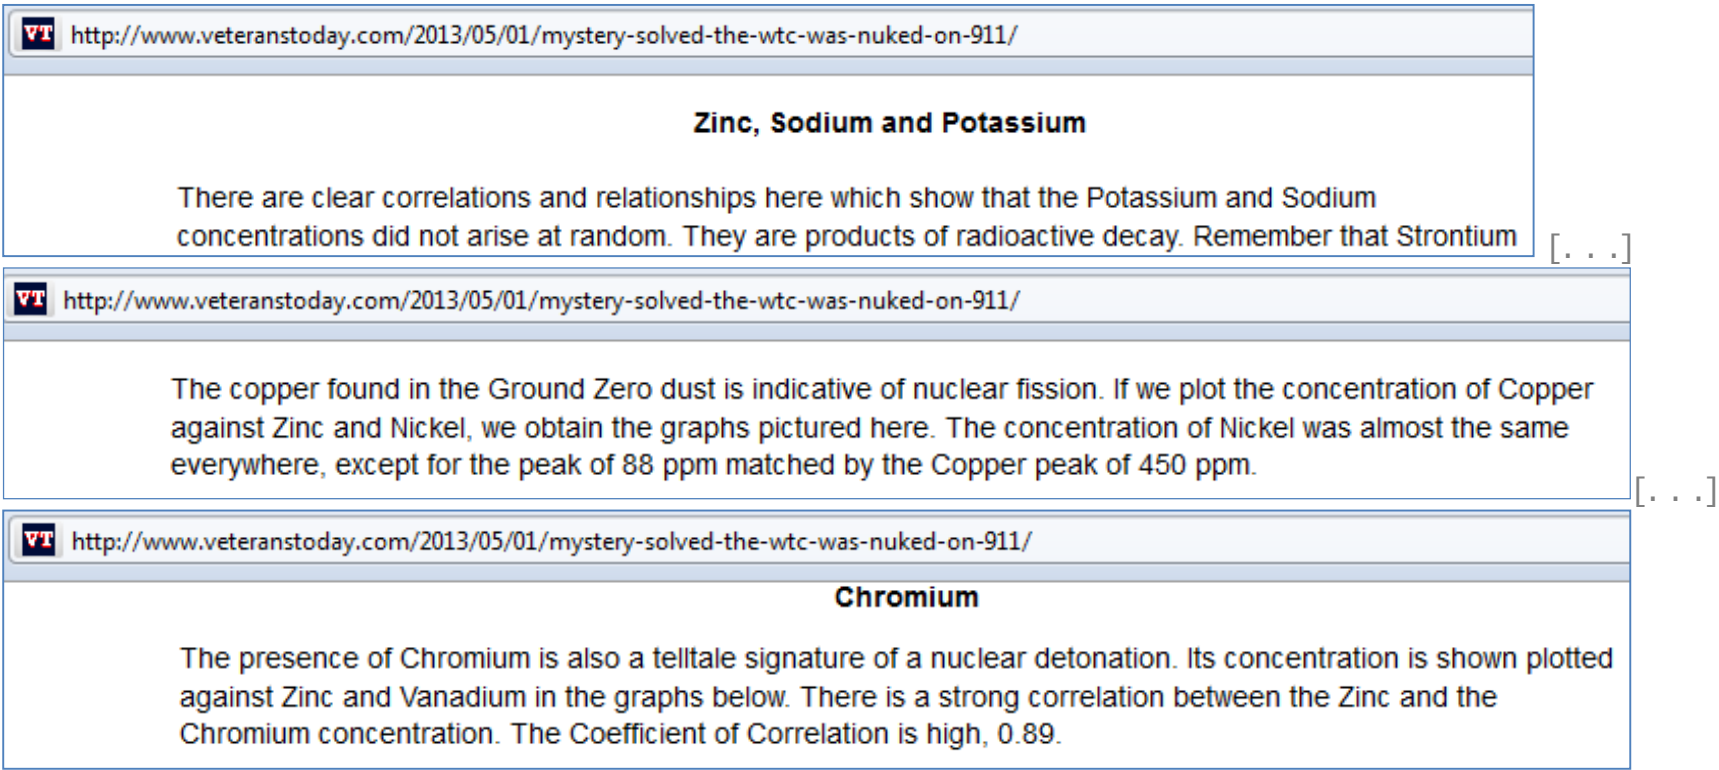 VT http://www.veteranstoday.com/2013/05/01/mystery-solved-the-wtc-was-nuked-on-911/
Zinc, Sodium and Potassium
There are clear correlations and relationships here which show that the Potassium and Sodium
concentrations did not arise at random. They are products of radioactive decay. Remember that Strontium
[. . .]
VT http://www.veteranstoday.com/2013/05/01/mystery-solved-the-wtc-was-nuked-on-911/
The copper found in the Ground Zero dust is indicative of nuclear fission. If we plot the concentration of Copper
against Zinc and Nickel, we obtain the graphs pictured here. The concentration of Nickel was almost the same
everywhere, except for the peak of 88 ppm matched by the Copper peak of 450 ppm.
[. . .]
VT http://www.veteranstoday.com/2013/05/01/mystery-solved-the-wtc-was-nuked-on-911/
Chromium
The presence of Chromium is also a telltale signature of a nuclear detonation. Its concentration is shown plotted
against Zinc and Vanadium in the graphs below. There is a strong correlation between the Zinc and the
Chromium concentration. The Coefficient of Correlation is high, 0.89.